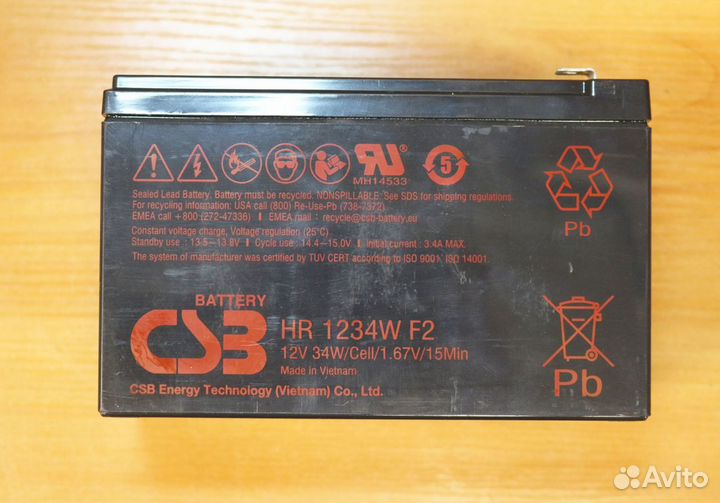 MH14533
5
Sealed Lead Battery. Battery must be recycled. NONSPILLABLE. See SDS for shipping regulations.
For recycling information: USA call (800) Re-Use-Pb (738-7372)
EMEA call +800 (272-47336) | EMEA mail : recycle@csb-battery.eu
Constant voltage charge, Voltage regulation (25°C)
Standby use : 13.5~13.8V | Cycle use : 14.4~15.0V | Initial current : 3.4A MAX.
The system of manufacturer was certified by TUV CERT according to ISO 9001, ISO 14001.
Pb
BATTERY
CSB HR 1234W F2
12V 34W/Cell/1.67V/15Min
Made in Vietnam
CSB Energy Technology (Vietnam) Co., Ltd.
Pb
Avito